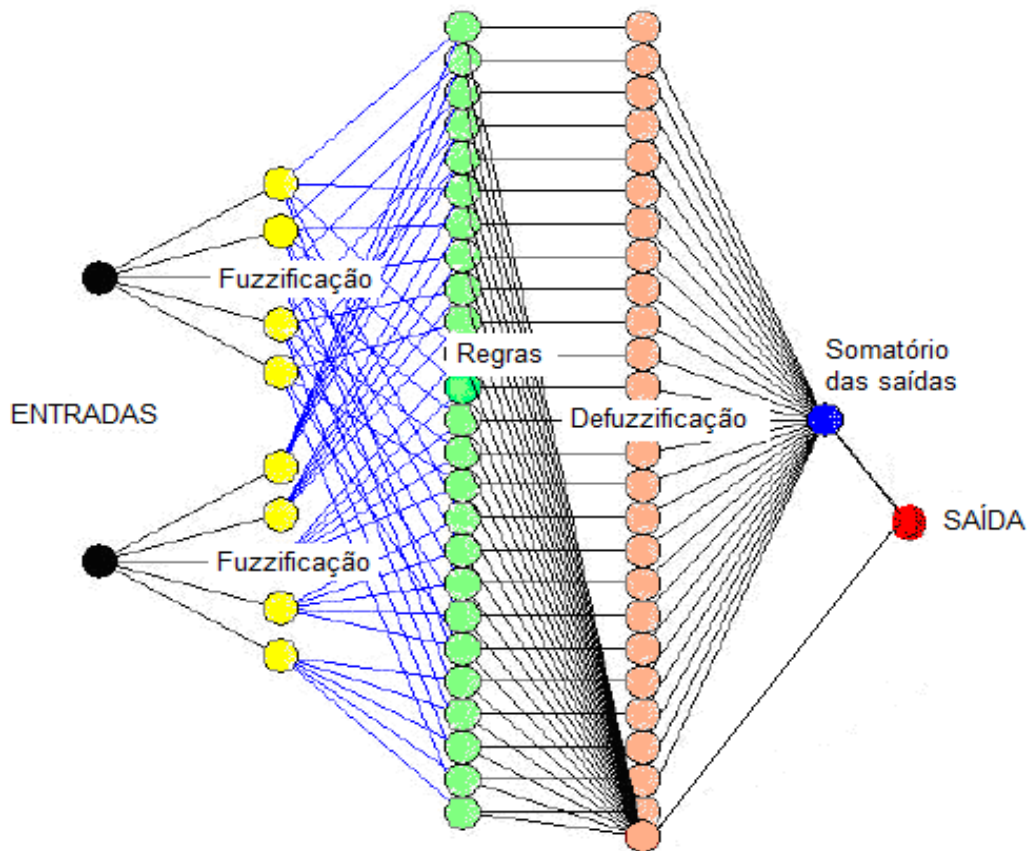 Fuzzificação
Regras
Somatório
das saídas
ENTRADAS
Defuzzificação
SAÍDA
Fuzzificação